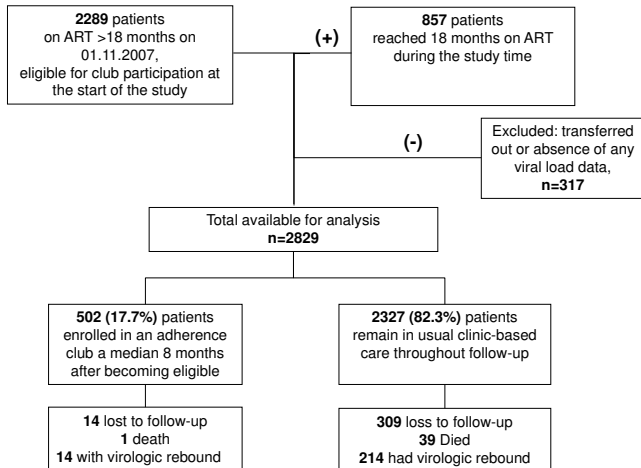 2289 patients
on ART >18 months on
01.11.2007,
eligible for club participation at
the start of the study
(+)
857 patients
reached 18 months on ART
during the study time
(-)
Excluded: transferred
out or absence of any
viral load data,
n=317
Total available for analysis
n=2829
502 (17.7%) patients
enrolled in an adherence
club a median 8 months
after becoming eligible
2327 (82.3%) patients
remain in usual clinic-based
care throughout follow-up
14 lost to follow-up
1 death
14 with virologic rebound
309 loss to follow-up
39 Died
214 had virologic rebound